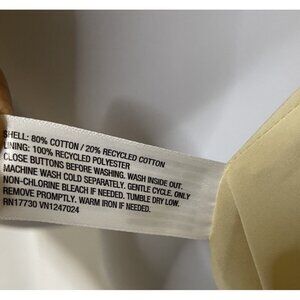 SHELL: 80% COTTON / 20% RECYCLED COTTON
LINING: 100% RECYCLED POLYESTER
CLOSE BUTTONS BEFORE WASHING. WASH INSIDE OUT.
MACHINE WASH COLD SEPARATELY. GENTLE CYCLE. ONLY
NON-CHLORINE BLEACH IF NEEDED. TUMBLE DRY LOW.
REMOVE PROMPTLY. WARM IRON IF NEEDED.
RN17730 VN1247024